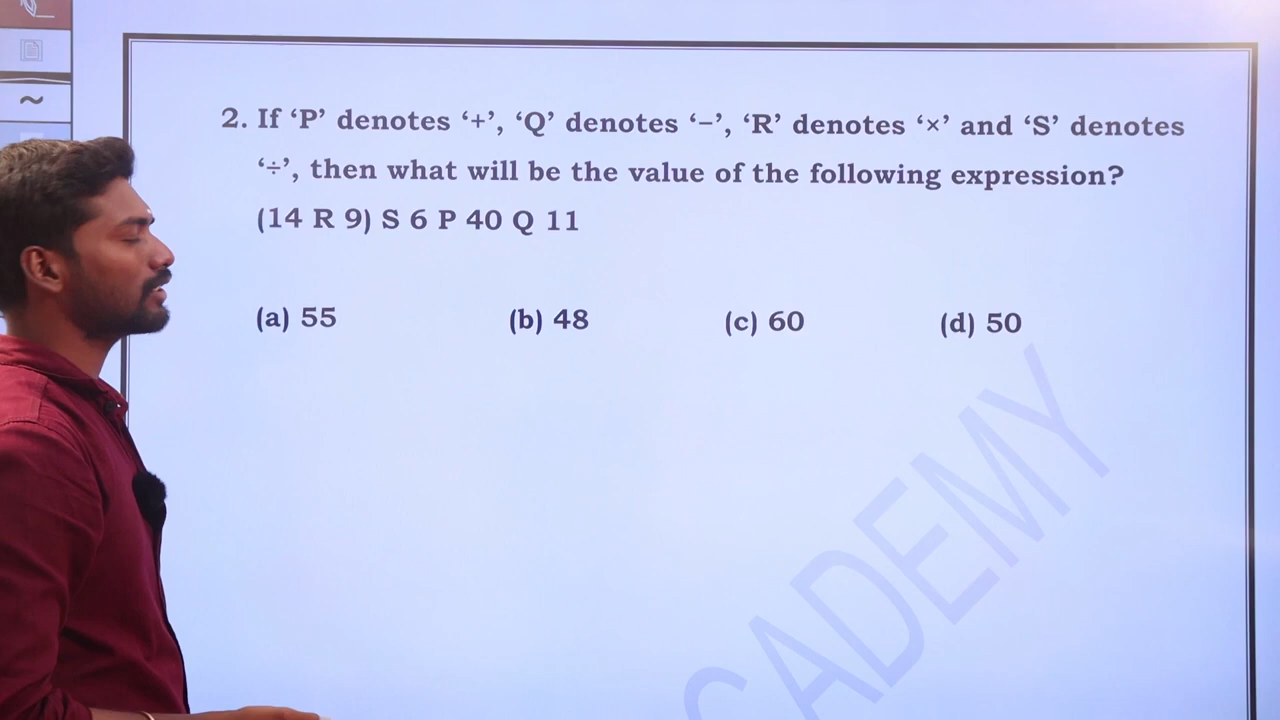 2. If ‘P’ denotes ‘+’, ‘Q’ denotes ‘–’, ‘R’ denotes ‘×’ and ‘S’ denotes
‘÷’, then what will be the value of the following expression?
(14 R 9) S 6 P 40 Q 11
(a) 55 (b) 48 (c) 60 (d) 50
CADEMY